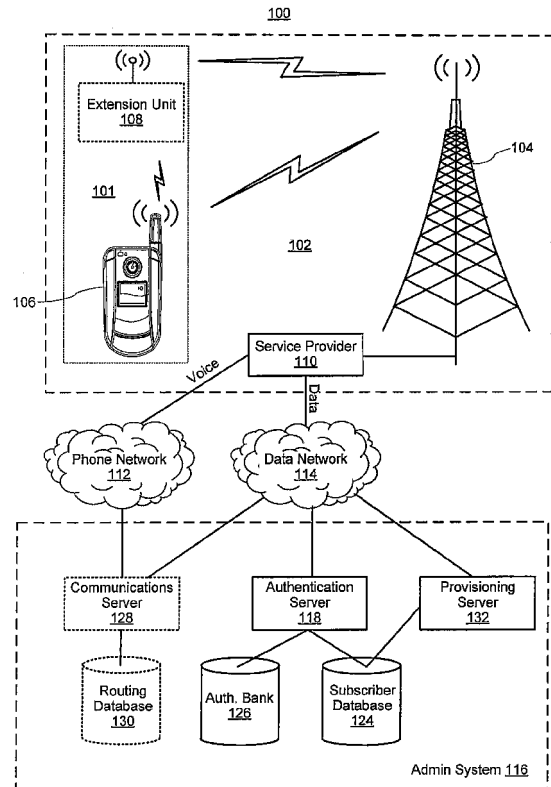 100
Extension Unit
108
101
104
102
106
Service Provider
110
Voice
Data
Phone Network
112
Data Network
114
Communications
Server
128
Authentication
Server
118
Provisioning
Server
132
Routing
Database
130
Auth. Bank
126
Subscriber
Database
124
Admin System 116